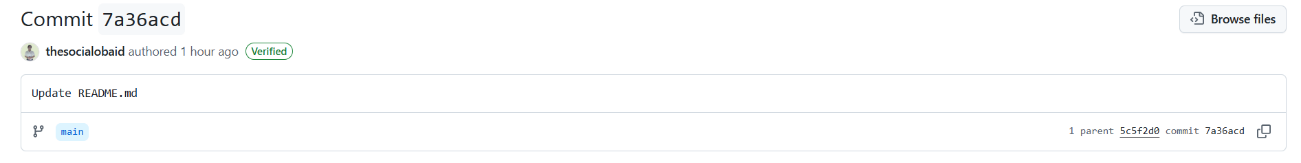 Commit 7a36acd
Browse files
thesocialobaid authored 1 hour ago Verified
Update README.md
main
1 parent 5c5f2d0 commit 7a36acd